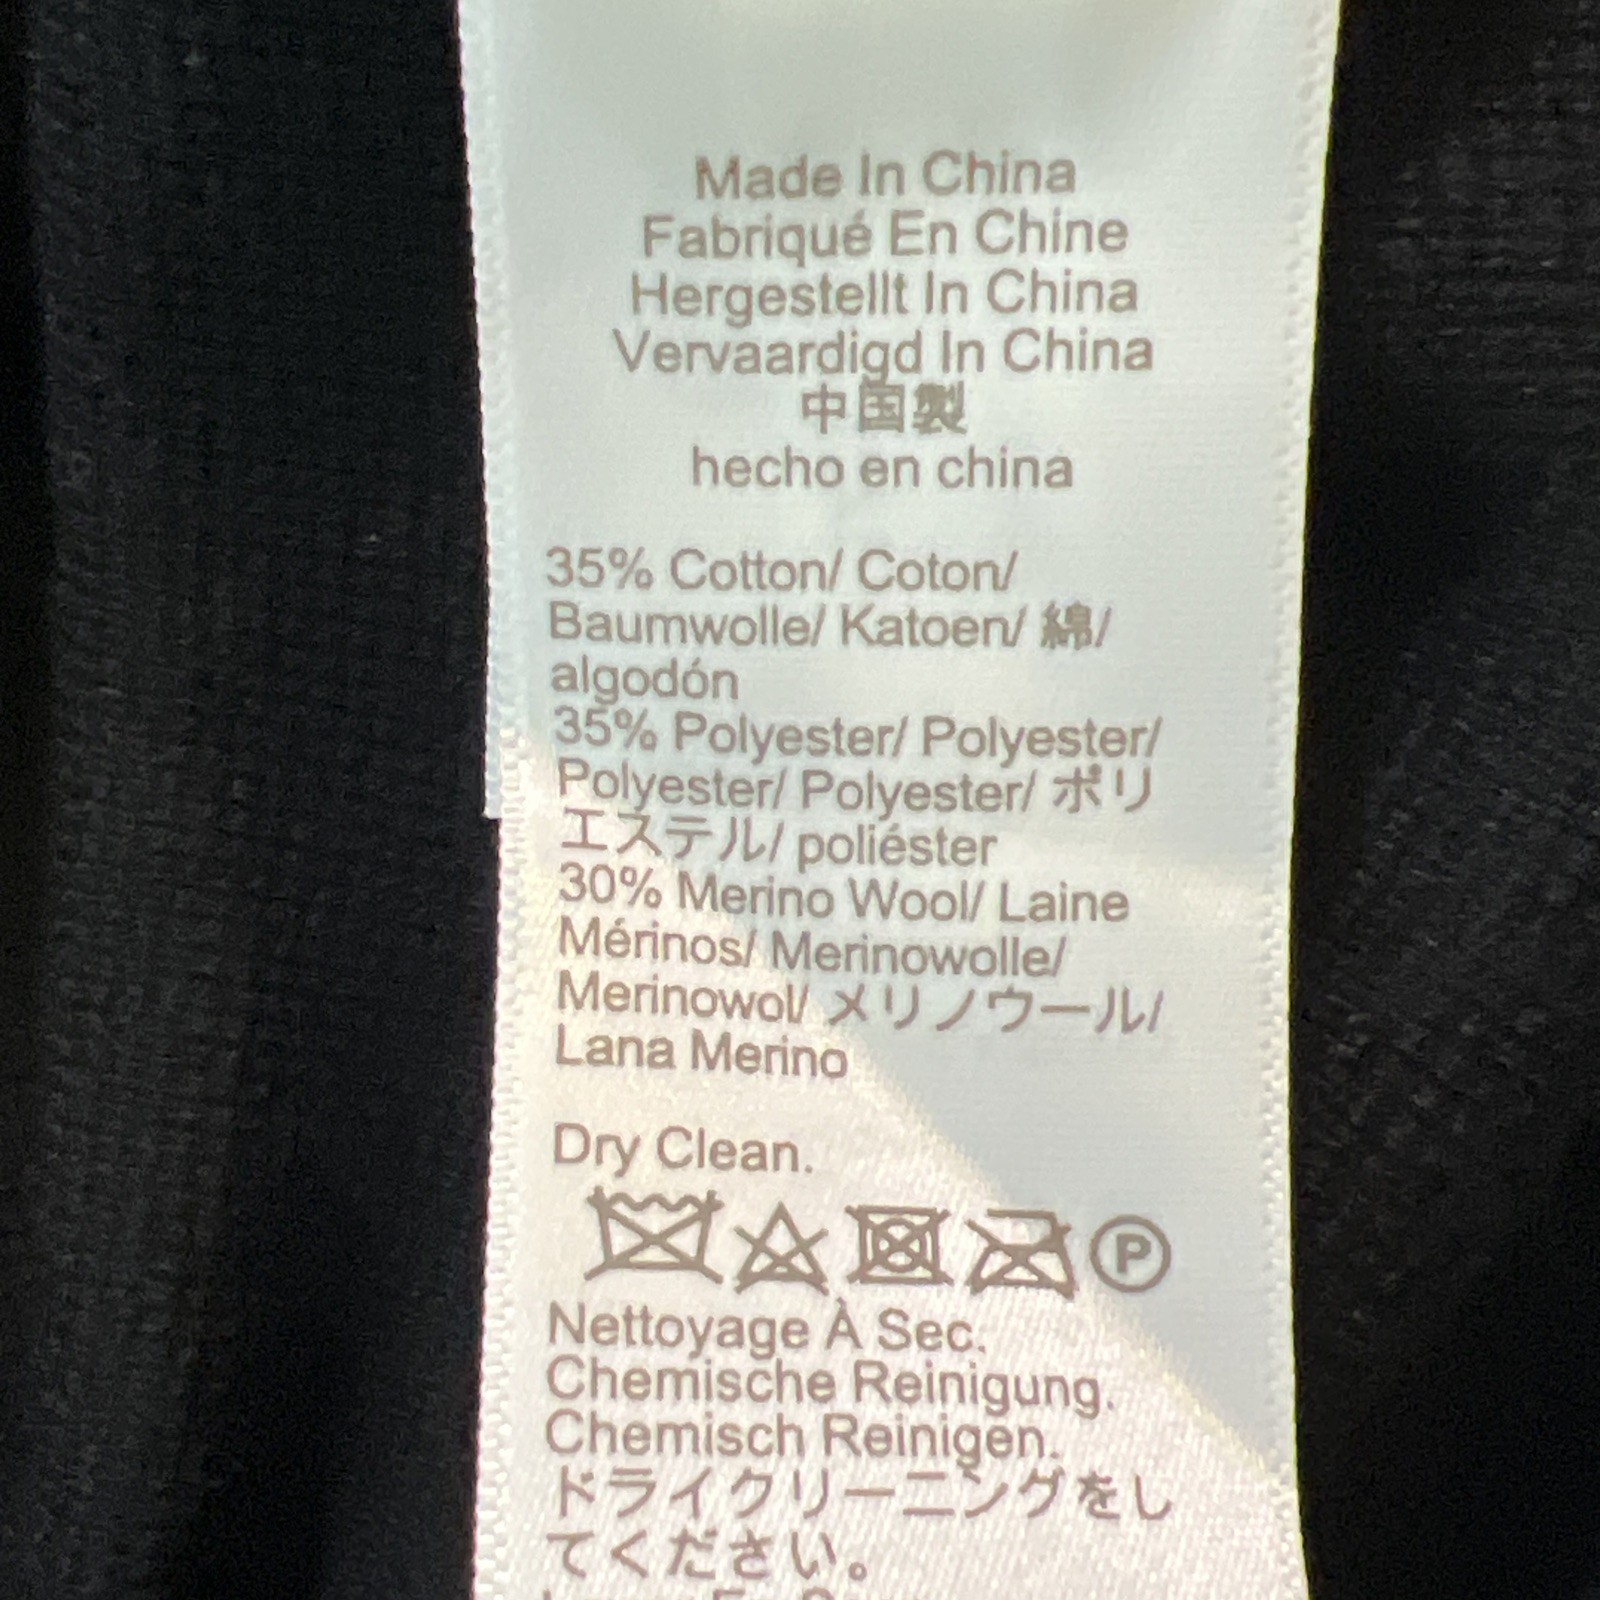 Made In China
Fabriqué En Chine
Hergestellt In China
Vervaardigd In China
中国製
hecho en china
35% Cotton/ Coton/
Baumwolle/ Katoen/ 綿/
algodón
35% Polyester/ Polyester/
Polyester/ Polyester/ ポリ
エステル/ poliéster
30% Merino Wool/ Laine
Mérinos/ Merinowolle/
Merinowol/ メリノウール/
Lana Merino
Dry Clean.
P
Nettoyage À Sec.
Chemische Reinigung.
Chemisch Reinigen.
ドライクリーニングをし
てください。